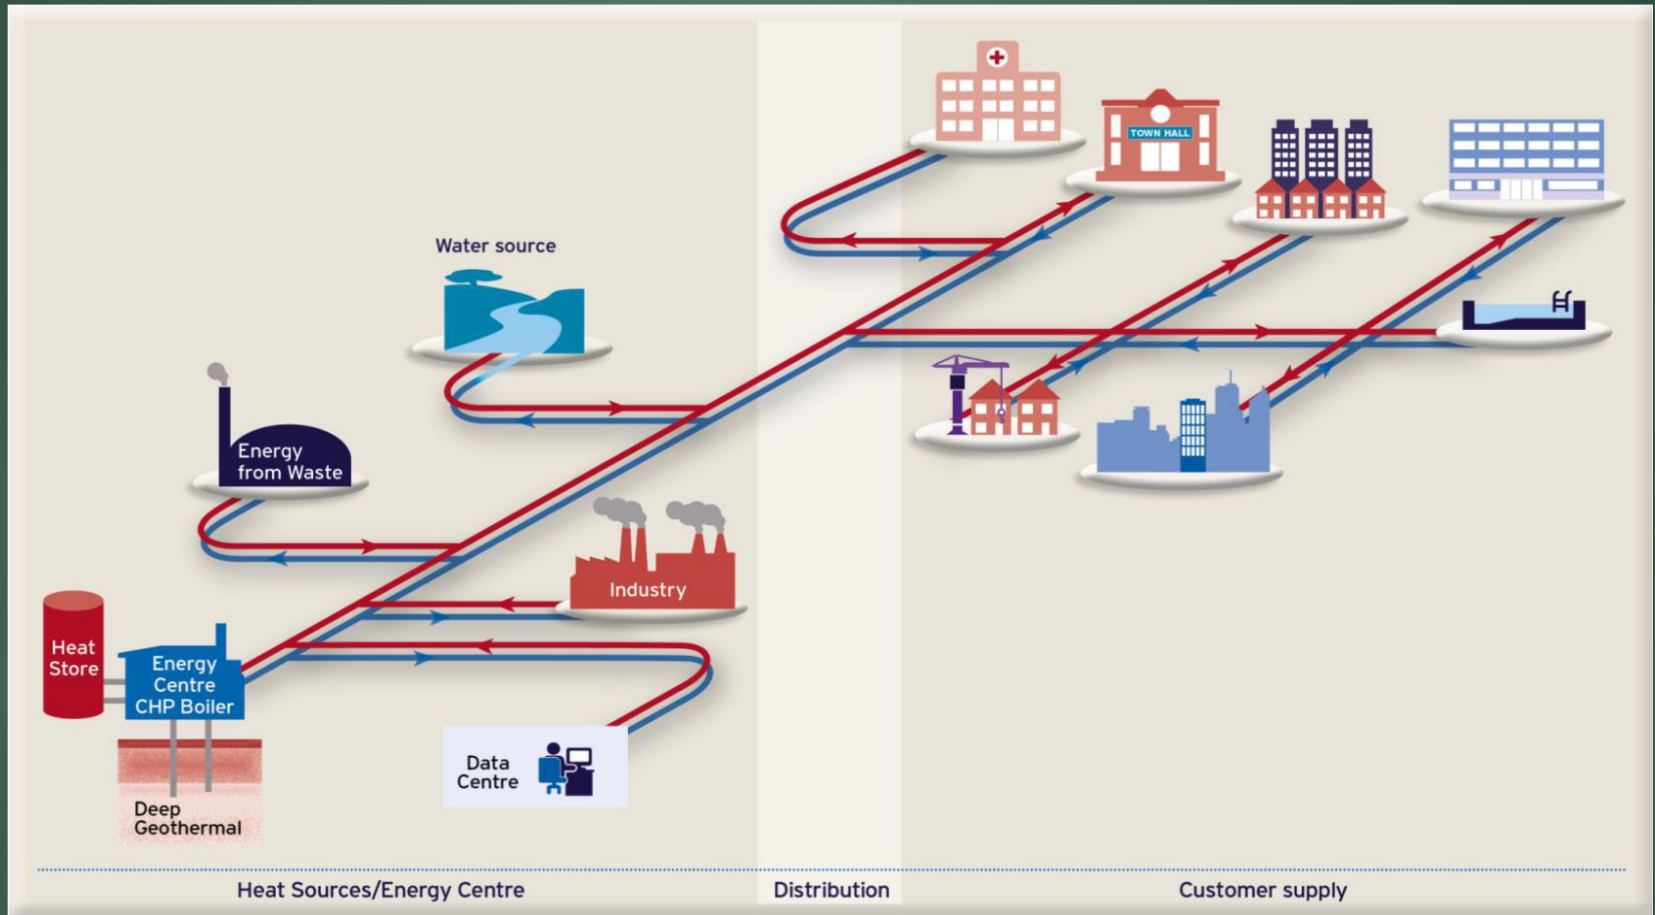 TOWN HALL
Water source
Energy
from Waste
Industry
Heat
Store
Energy
Centre
CHP Boiler
Data
Centre
Deep
Geothermal
Heat Sources/Energy Centre
Distribution
Customer supply